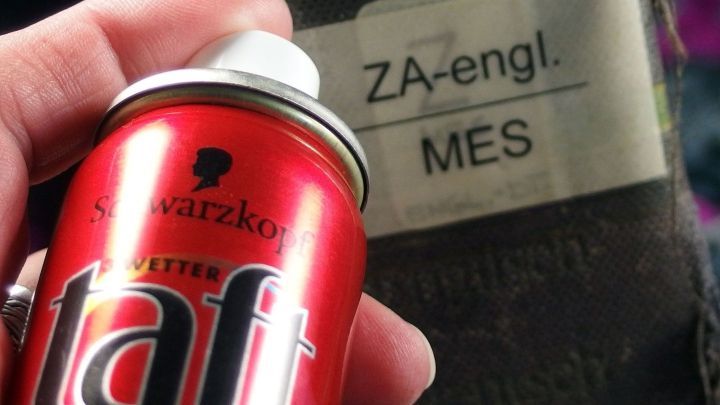 Schwarzkopf
WETTER
taft
ZA-engl.
MES